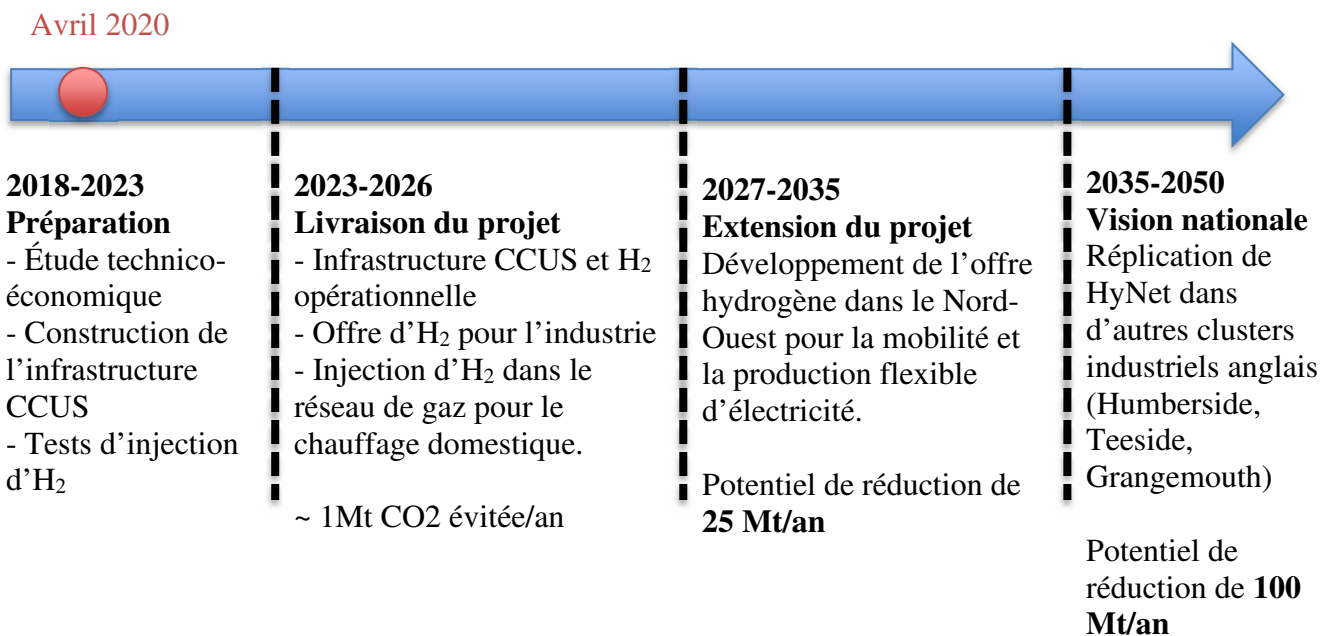 Avril 2020
2018-2023
Préparation
- Étude technico-
économique
- Construction de
l’infrastructure
CCUS
- Tests d’injection
d’H₂
2023-2026
Livraison du projet
- Infrastructure CCUS et H₂
opérationnelle
- Offre d’H₂ pour l’industrie
- Injection d’H₂ dans le
réseau de gaz pour le
chauffage domestique.
~ 1Mt CO2 évitée/an
2027-2035
Extension du projet
Développement de l’offre
hydrogène dans le Nord-
Ouest pour la mobilité et
la production flexible
d’électricité.
Potentiel de réduction de
25 Mt/an
2035-2050
Vision nationale
Réplication de
HyNet dans
d’autres clusters
industriels anglais
(Humberside,
Teeside,
Grangemouth)
Potentiel de
réduction de 100
Mt/an